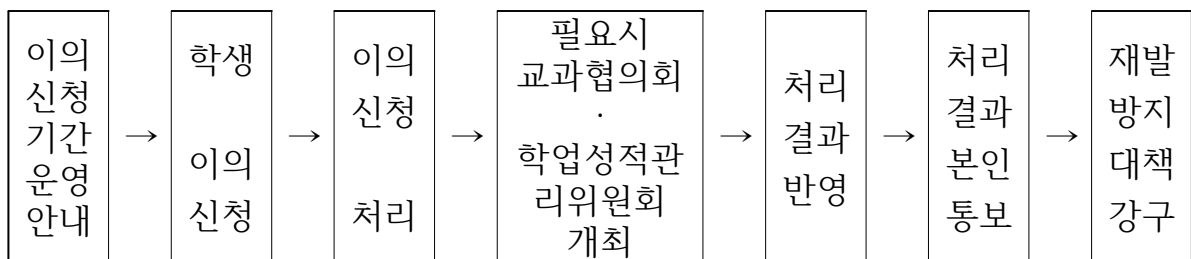 이의
신청
기간
운영
안내
→
학생
이의
신청
→
이의
신청
처리
→
필요시
교과협의회
·
학업성적관
리위원회
개최
→
처리
결과
반영
→
처리
결과
본인
통보
→
재발
방지
대책
강구